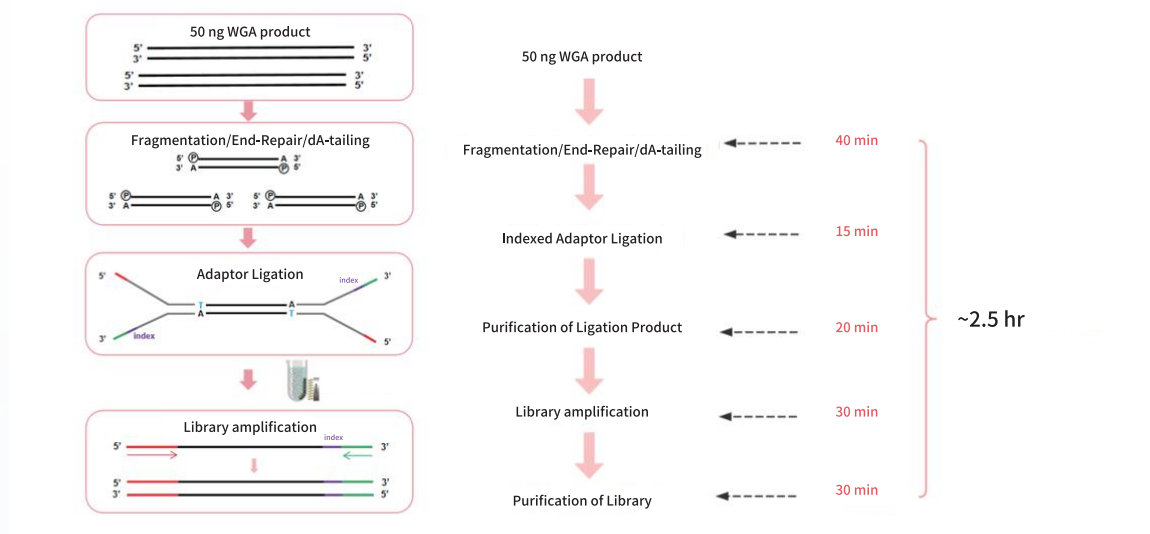 50 ng WGA product
5' 3'
3' 5'
5' 3'
3' 5'
Fragmentation/End-Repair/dA-tailing
5' P A 3'
3' A P 5'
5' P A 3' 5' P A 3'
3' A P 5' 3' A P 5'
Adaptor Ligation
5' index 3'
T A
A T
3' index 5'
Library amplification
index
5' 3'
5' 3'
3' 5'
50 ng WGA product
Fragmentation/End-Repair/dA-tailing 40 min
Indexed Adaptor Ligation 15 min
Purification of Ligation Product 20 min
Library amplification 30 min
Purification of Library 30 min
~2.5 hr